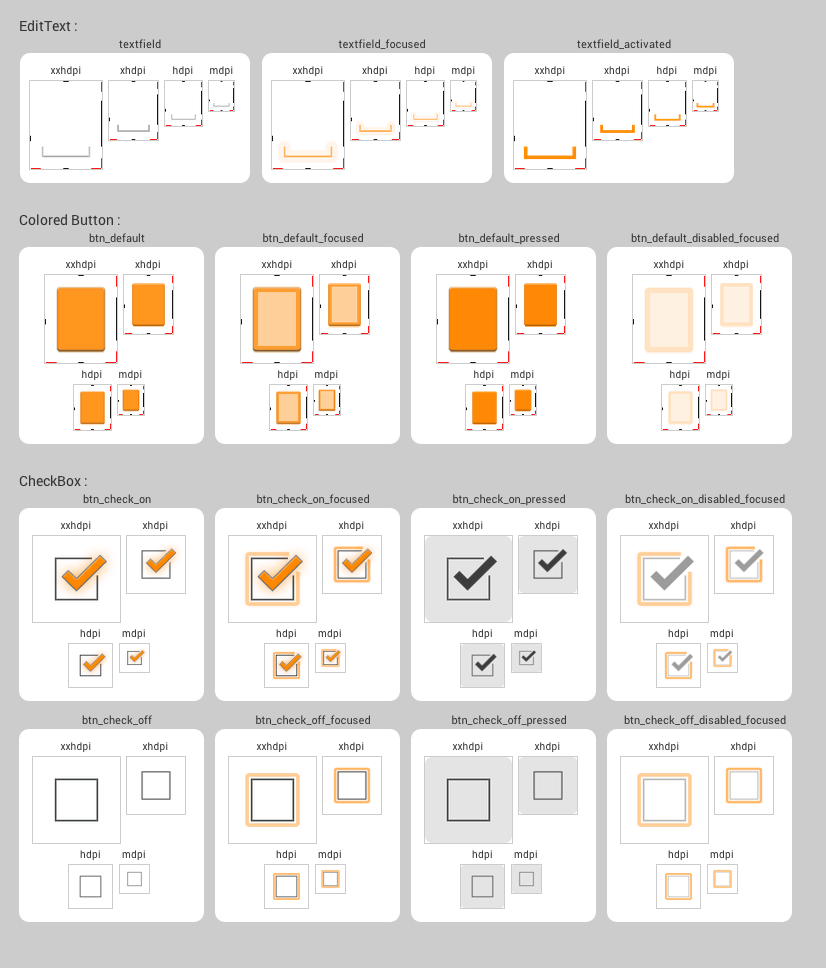 EditText :
textfield textfield_focused textfield_activated
xxhdpi xhdpi hdpi mdpi xxhdpi xhdpi hdpi mdpi xxhdpi xhdpi hdpi mdpi
Colored Button :
btn_default btn_default_focused btn_default_pressed btn_default_disabled_focused
xxhdpi xhdpi xxhdpi xhdpi xxhdpi xhdpi xxhdpi xhdpi
hdpi mdpi hdpi mdpi hdpi mdpi hdpi mdpi
CheckBox :
btn_check_on btn_check_on_focused btn_check_on_pressed btn_check_on_disabled_focused
xxhdpi xhdpi xxhdpi xhdpi xxhdpi xhdpi xxhdpi xhdpi
hdpi mdpi hdpi mdpi hdpi mdpi hdpi mdpi
btn_check_off btn_check_off_focused btn_check_off_pressed btn_check_off_disabled_focused
xxhdpi xhdpi xxhdpi xhdpi xxhdpi xhdpi xxhdpi xhdpi
hdpi mdpi hdpi mdpi hdpi mdpi hdpi mdpi